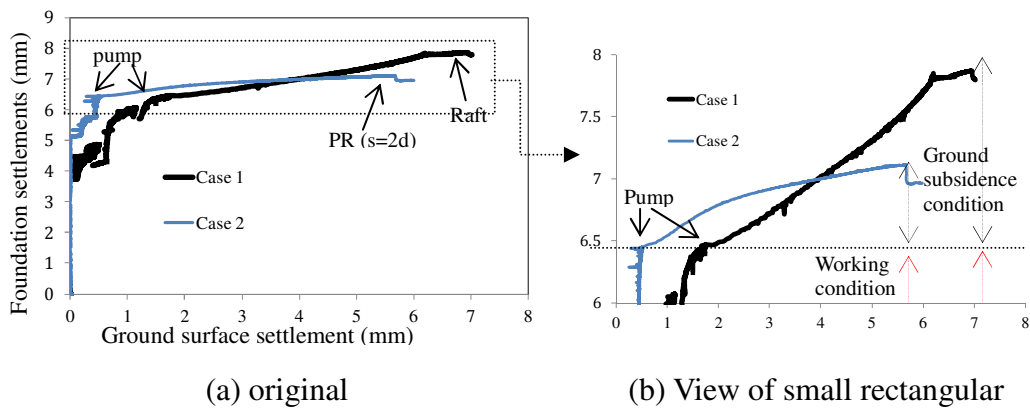 Foundation settlements (mm)
9
8
7
6
5
4
3
2
1
0
pump
PR (s=2d)
Raft
Case 1
Case 2
0 1 2 3 4 5 6 7 8
Ground surface settlement (mm)
(a) original
8
7.5
7
6.5
6
Case 1
Case 2
Pump
Ground
subsidence
condition
Working
condition
0 1 2 3 4 5 6 7 8
(b) View of small rectangular